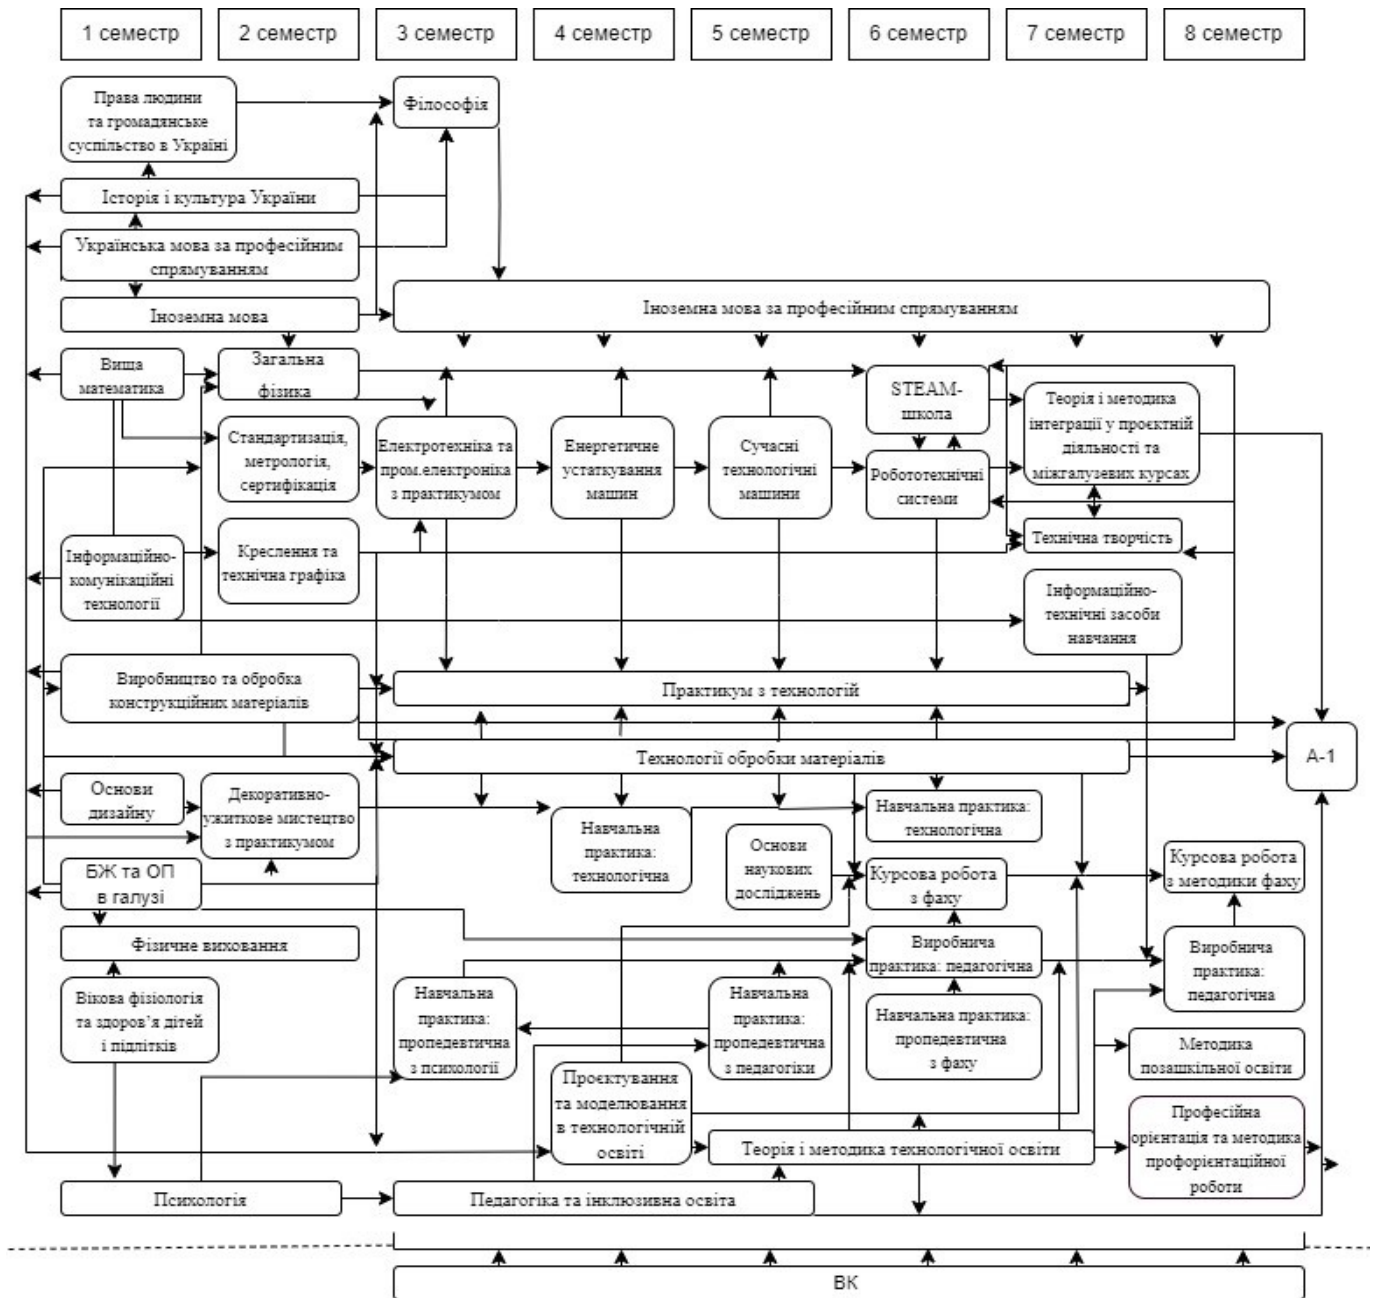 1 семестр
2 семестр
3 семестр
4 семестр
5 семестр
6 семестр
7 семестр
8 семестр
Права людини
та громадянське
суспільство в Україні
Філософія
Історія і культура України
Українська мова за професійним
спрямуванням
Іноземна мова
Іноземна мова за професійним спрямуванням
Вища
математика
Загальна
фізика
STEAM-
школа
Теорія і методика
інтеграції у проєктній
діяльності та
міжгалузевих курсах
Стандартизація,
метрологія,
сертифікація
Електротехніка та
пром.електроніка
з практикумом
Енергетичне
устаткування
машин
Сучасні
технологічні
машини
Робототехнічні
системи
Інформаційно-
комунікаційні
технології
Креслення та
технічна графіка
Технічна творчість
Інформаційно-
технічні засоби
навчання
Виробництво та обробка
конструкційних матеріалів
Практикум з технологій
Технології обробки матеріалів
А-1
Основи
дизайну
Декоративно-
ужиткове мистецтво
з практикумом
Навчальна
практика:
технологічна
Основи
наукових
досліджень
Навчальна практика:
технологічна
БЖ та ОП
в галузі
Курсова робота
з фаху
Курсова робота
з методики фаху
Фізичне виховання
Виробнича
практика: педагогічна
Виробнича
практика:
педагогічна
Вікова фізіологія
та здоров’я дітей
і підлітків
Навчальна
практика:
пропедевтична
з психології
Навчальна
практика:
пропедевтична
з педагогіки
Навчальна практика:
пропедевтична
з фаху
Методика
позашкільної освіти
Проєктування
та моделювання
в технологічній
освіті
Теорія і методика технологічної освіти
Професійна
орієнтація та методика
профорієнтаційної
роботи
Психологія
Педагогіка та інклюзивна освіта
ВК